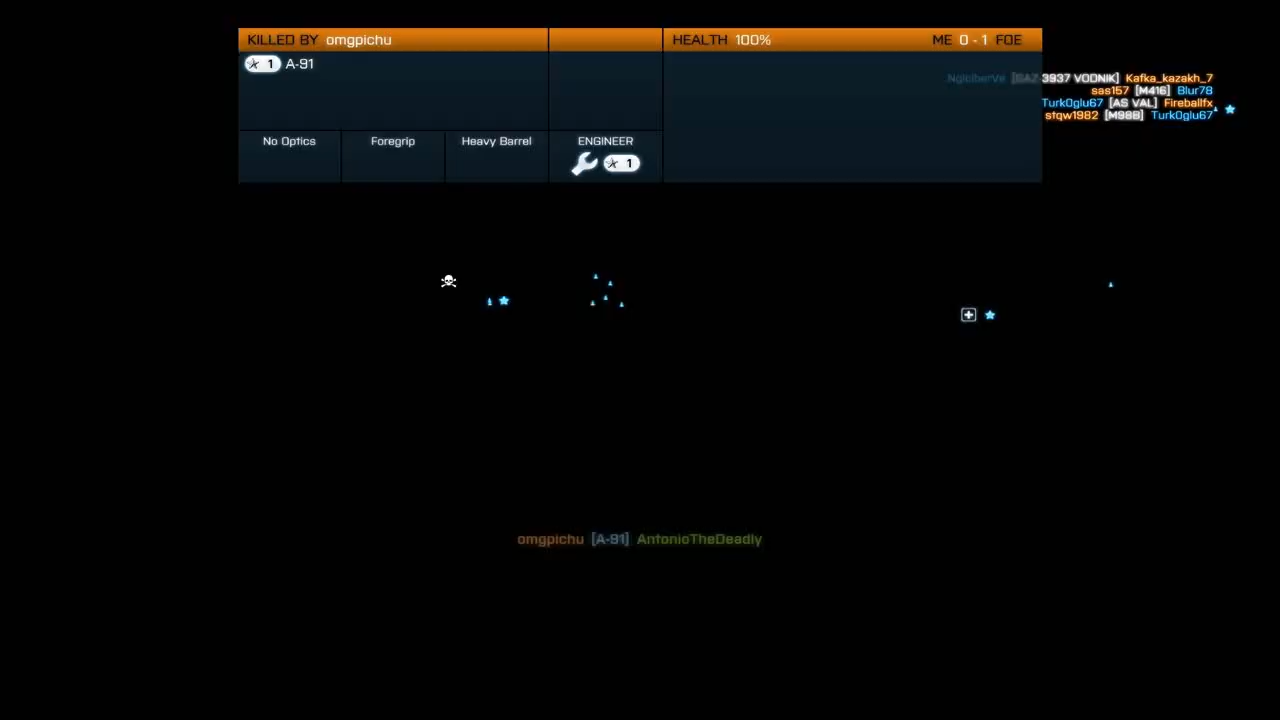 KILLED BY omgpichu HEALTH 100% ME 0 - 1 FOE
1 A-91
[GAZ-3937 VODNIK] Kafka_kazakh_7
sas157 [M416] Blur78
Turk0glu67 [AS VAL] Fireballfx
stqw1982 [M98B] Turk0glu67
No Optics Foregrip Heavy Barrel ENGINEER
1
omgpichu [A-91] AntonioTheDeadly